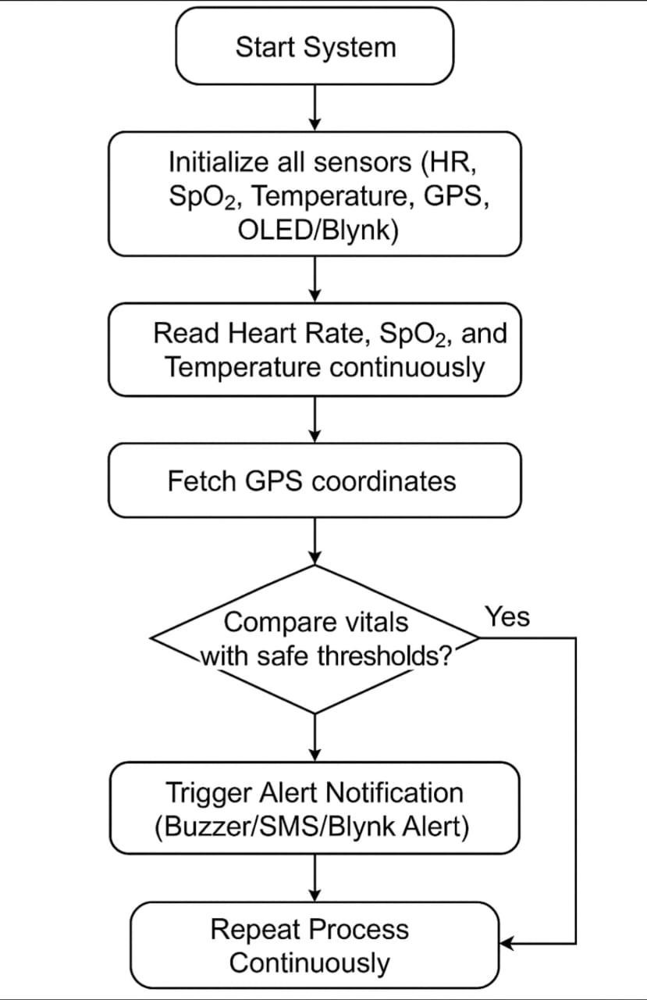 Start System
Initialize all sensors (HR,
SpO₂, Temperature, GPS,
OLED/Blynk)
Read Heart Rate, SpO₂, and
Temperature continuously
Fetch GPS coordinates
Compare vitals
with safe thresholds?
Yes
Trigger Alert Notification
(Buzzer/SMS/Blynk Alert)
Repeat Process
Continuously